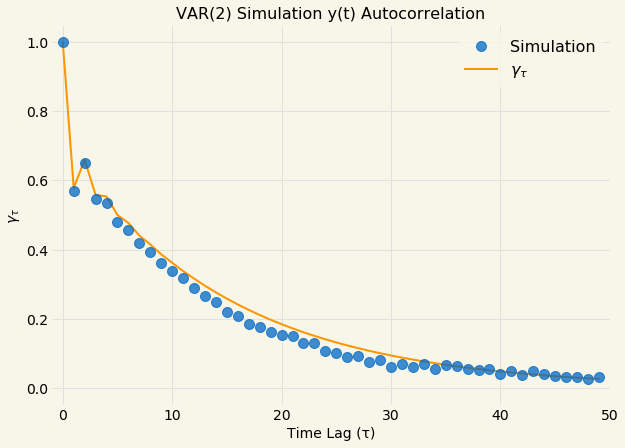 VAR(2) Simulation y(t) Autocorrelation
Simulation
γτ
1.0
0.8
0.6
0.4
0.2
0.0
γτ
0 10 20 30 40 50
Time Lag (τ)